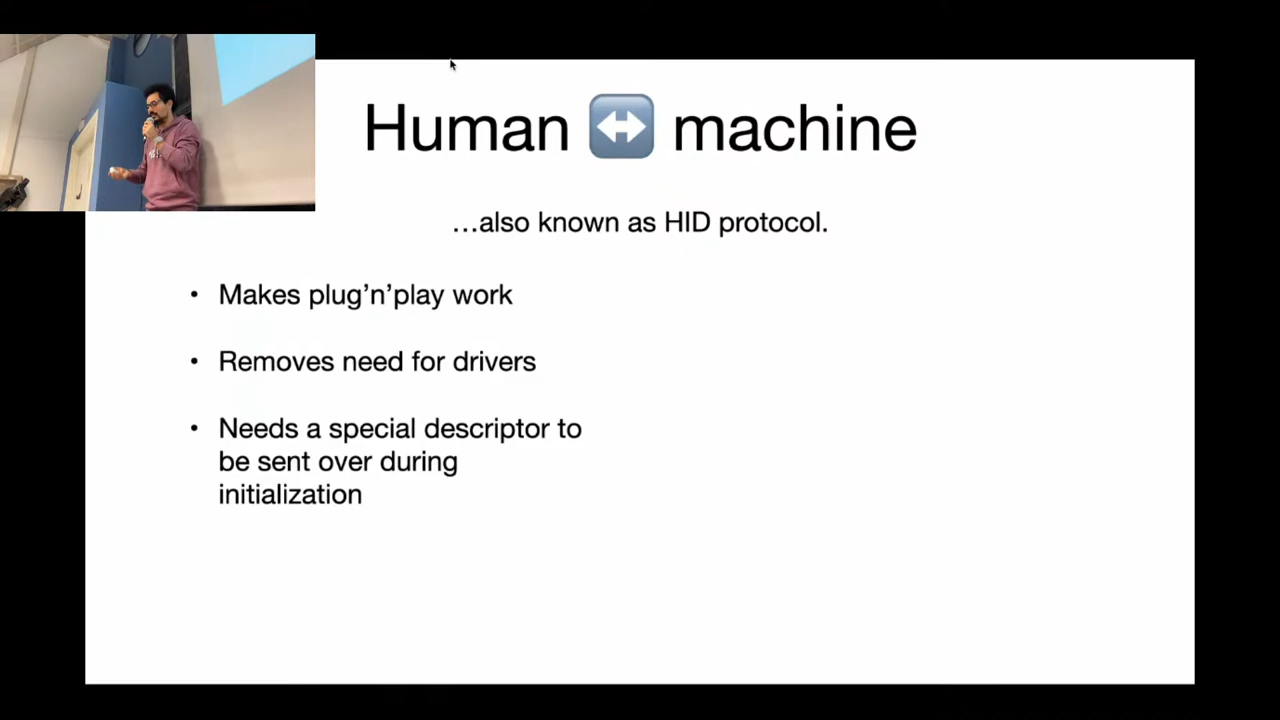 Human ↔️ machine
…also known as HID protocol.
• Makes plug’n’play work
• Removes need for drivers
• Needs a special descriptor to
be sent over during
initialization